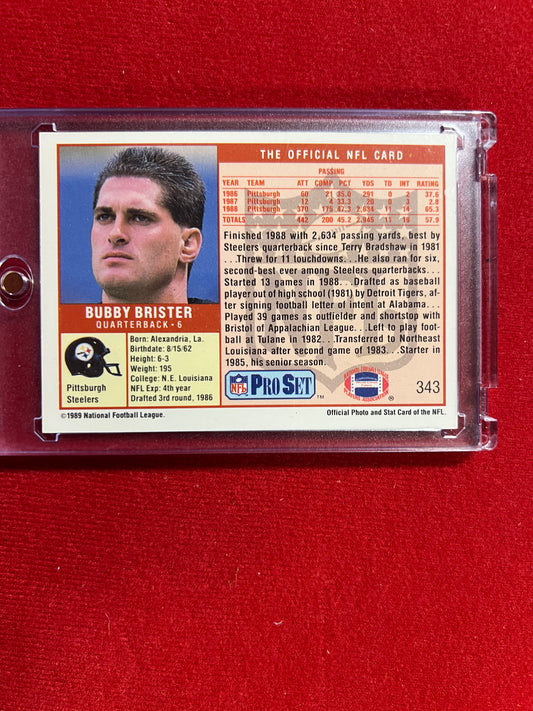 THE OFFICIAL NFL CARD
PASSING
YEAR TEAM ATT COMP PCT YDS TD INT RATING
1986 Pittsburgh 60 21 35.0 291 0 2 37.6
1987 Pittsburgh 12 4 33.3 20 0 3 2.8
1988 Pittsburgh 370 175 47.3 2,634 11 14 65.3
TOTALS 442 200 45.2 2,945 11 19 57.9
Finished 1988 with 2,634 passing yards, best by
Steelers quarterback since Terry Bradshaw in 1981
. . .Threw for 11 touchdowns. . .He also ran for six,
second-best ever among Steelers quarterbacks. . .
Started 13 games in 1988. . .Drafted as baseball
player out of high school (1981) by Detroit Tigers, af-
ter signing football letter of intent at Alabama. . .
Played 39 games as outfielder and shortstop with
Bristol of Appalachian League. . .Left to play foot-
ball at Tulane in 1982. . .Transferred to Northeast
Louisiana after second game of 1983. . .Starter in
1985, his senior season.
BUBBY BRISTER
QUARTERBACK • 6
Pittsburgh
Steelers
Born: Alexandria, La.
Birthdate: 8/15/62
Height: 6-3
Weight: 195
College: N.E. Louisiana
NFL Exp: 4th year
Drafted 3rd round, 1986
NFL PRO SET ™
®
343
©1989 National Football League.
Official Photo and Stat Card of the NFL.